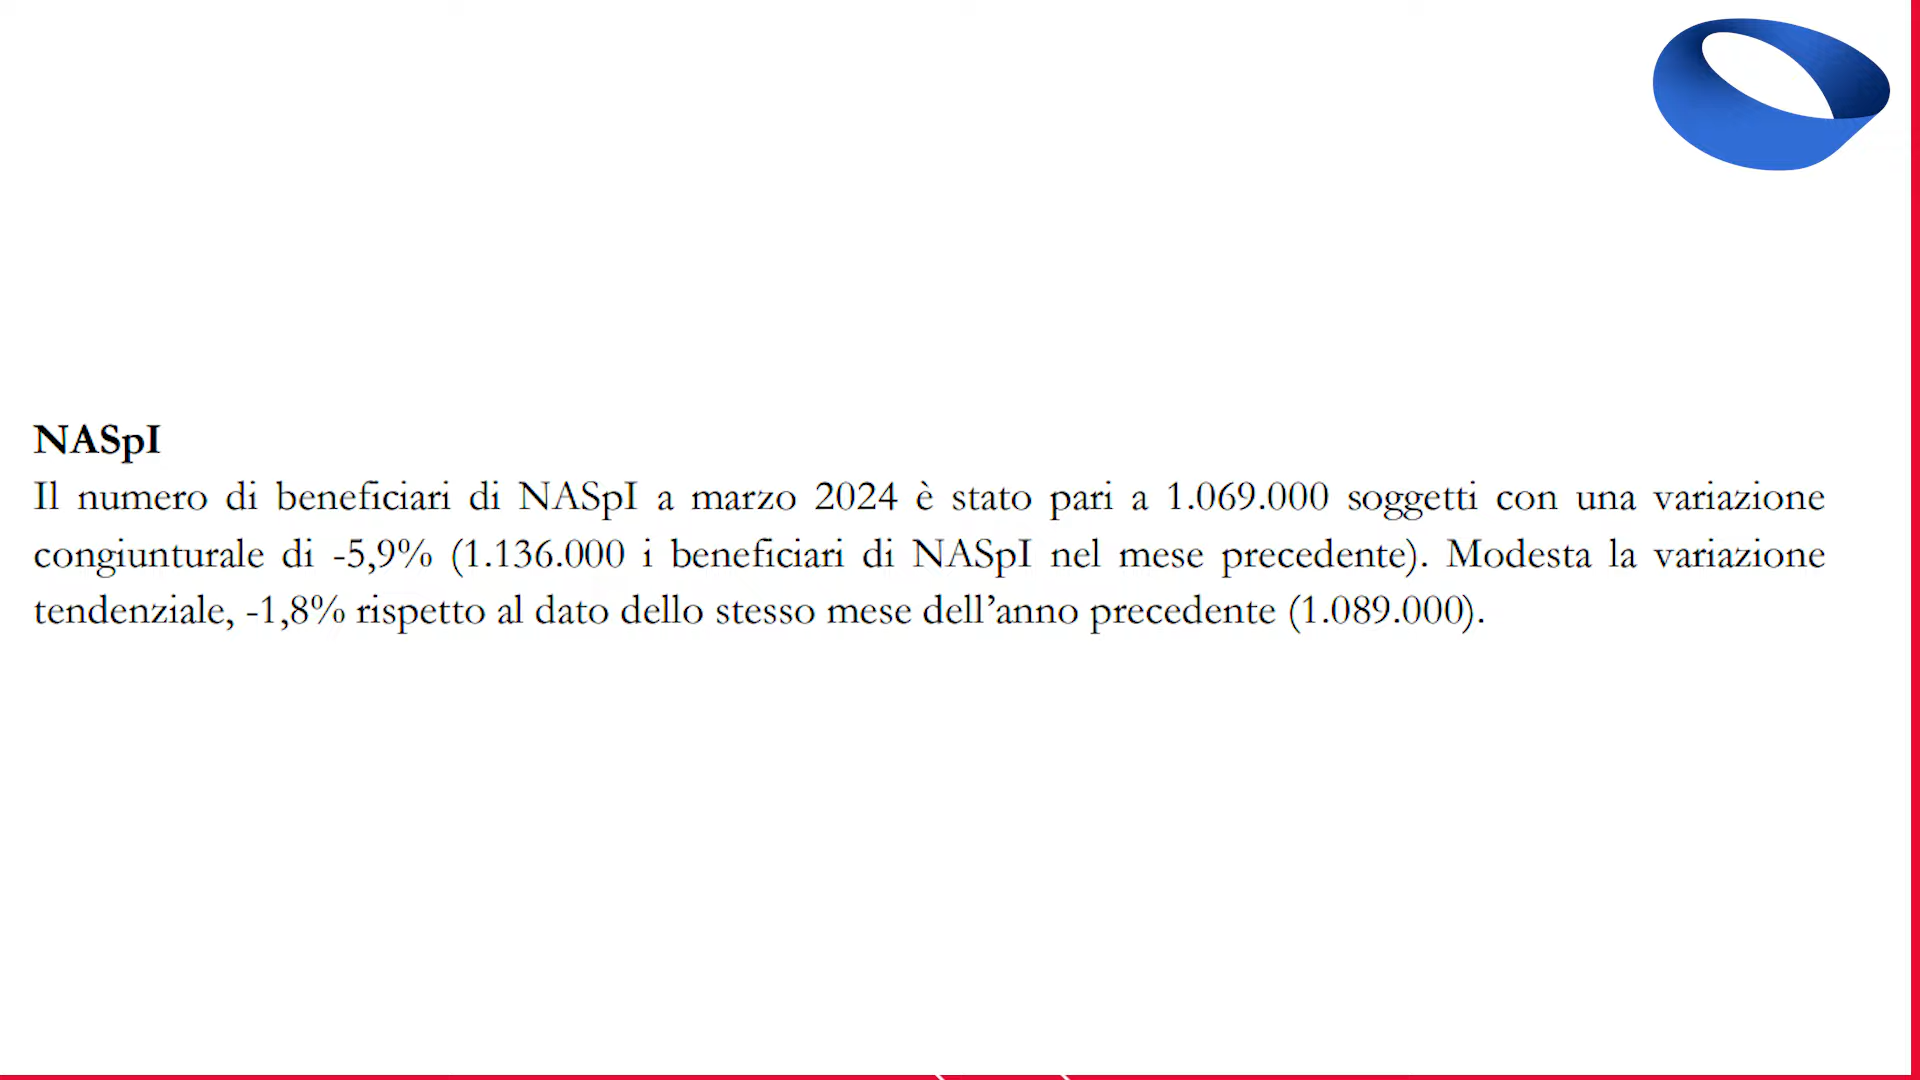 NASpI
Il numero di beneficiari di NASpI a marzo 2024 è stato pari a 1.069.000 soggetti con una variazione
congiunturale di -5,9% (1.136.000 i beneficiari di NASpI nel mese precedente). Modesta la variazione
tendenziale, -1,8% rispetto al dato dello stesso mese dell’anno precedente (1.089.000).